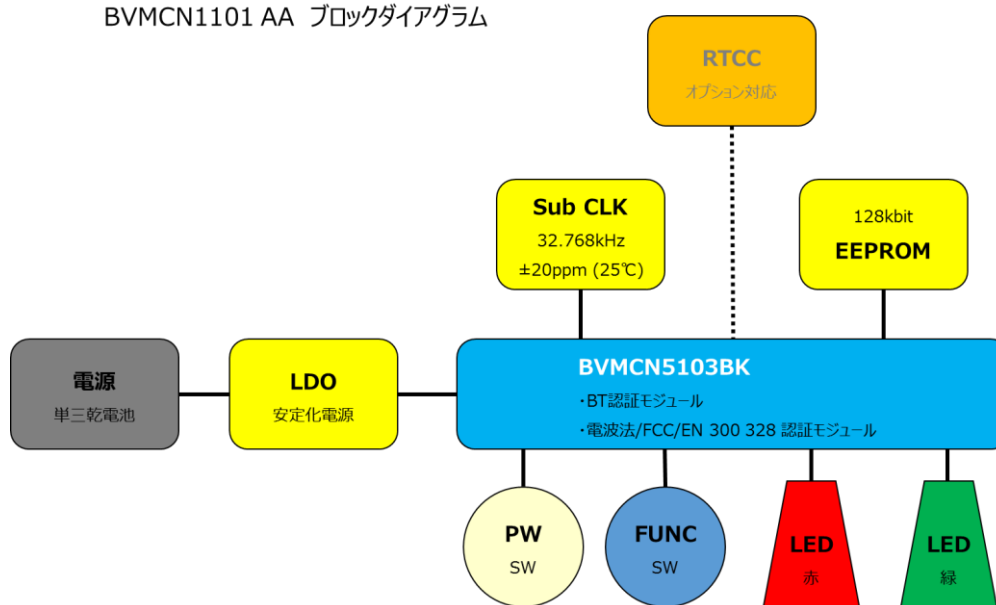 BVMCN1101 AA ブロックダイアグラム
RTCC
オプション対応
Sub CLK
32.768kHz
±20ppm (25℃)
128kbit
EEPROM
電源
単三乾電池
LDO
安定化電源
BVMCN5103BK
・BT認証モジュール
・電波法/FCC/EN 300 328 認証モジュール
PW
SW
FUNC
SW
LED
赤
LED
緑